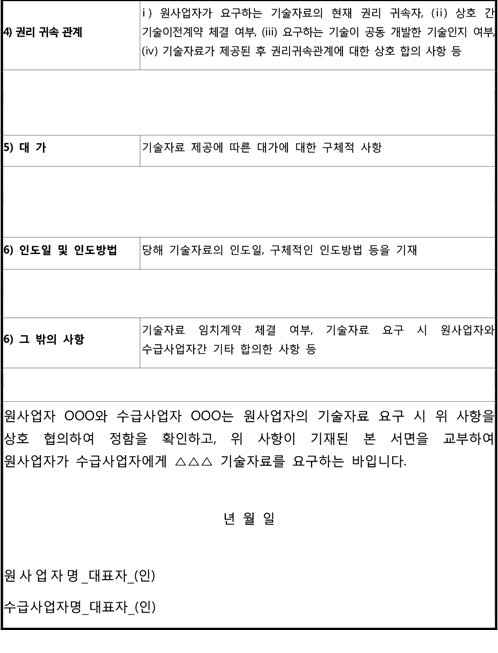 i) 원사업자가 요구하는 기술자료의 현재 권리 귀속자, (ii) 상호 간
4) 권리 귀속 관계
기술이전계약 체결 여부, (iii) 요구하는 기술이 공동 개발한 기술인지 여부,
(iv) 기술자료가 제공된 후 권리귀속관계에 대한 상호 합의 사항 등
5) 대 가
기술자료 제공에 따른 대가에 대한 구체적 사항
6) 인도일 및 인도방법
당해 기술자료의 인도일, 구체적인 인도방법 등을 기재
6) 그 밖의 사항
기술자료 임치계약 체결 여부, 기술자료 요구 시 원사업자와
수급사업자간 기타 합의한 사항 등
원사업자 OOO와 수급사업자 OOO는 원사업자의 기술자료 요구 시 위 사항을
상호 협의하여 정함을 확인하고, 위 사항이 기재된 본 서면을 교부하여
원사업자가 수급사업자에게 △△△ 기술자료를 요구하는 바입니다.
년 월 일
원사업자명_대표자_(인)
수급사업자명_대표자_(인)